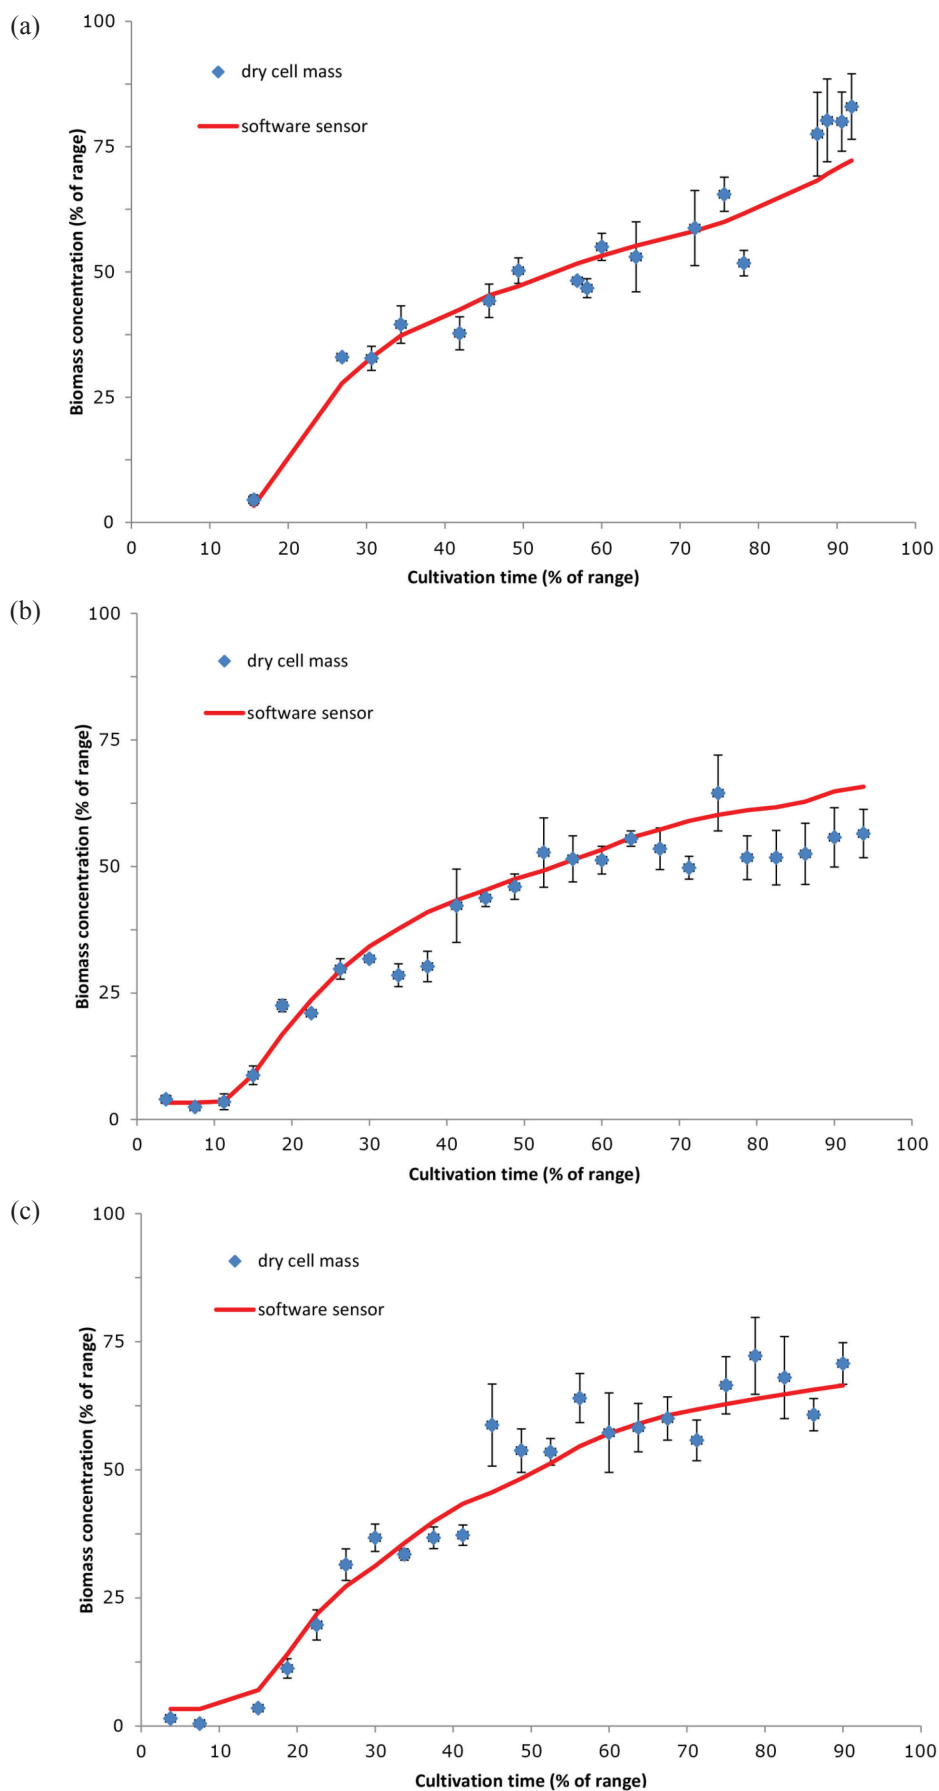 (a)
100
75
50
25
0
dry cell mass
software sensor
Biomass concentration (% of range)
0 10 20 30 40 50 60 70 80 90 100
Cultivation time (% of range)
(b)
100
75
50
25
0
dry cell mass
software sensor
Biomass concentration (% of range)
0 10 20 30 40 50 60 70 80 90 100
Cultivation time (% of range)
(c)
100
75
50
25
0
dry cell mass
software sensor
Biomass concentration (% of range)
0 10 20 30 40 50 60 70 80 90 100
Cultivation time (% of range)